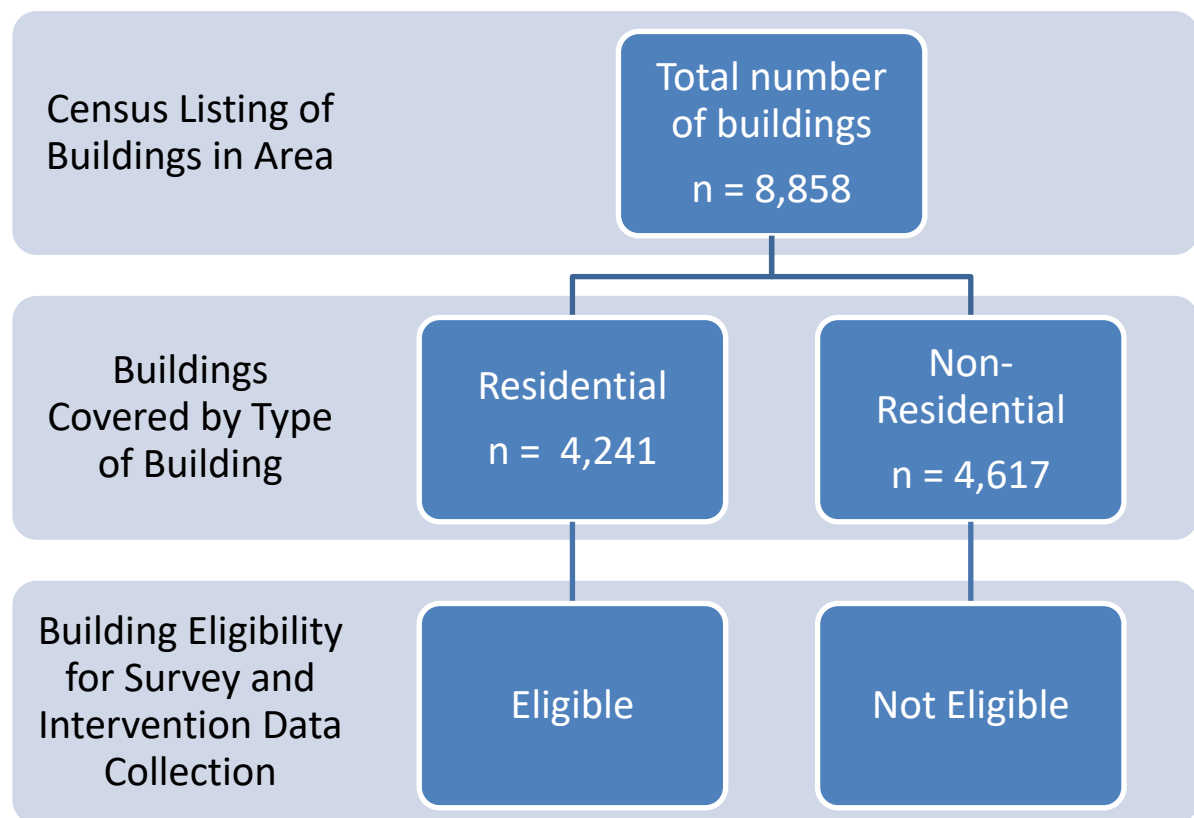 Census Listing of
Buildings in Area
Total number
of buildings
n = 8,858
Buildings
Covered by Type
of Building
Residential
n =  4,241
Non-
Residential
n = 4,617
Building Eligibility
for Survey and
Intervention Data
Collection
Eligible
Not Eligible